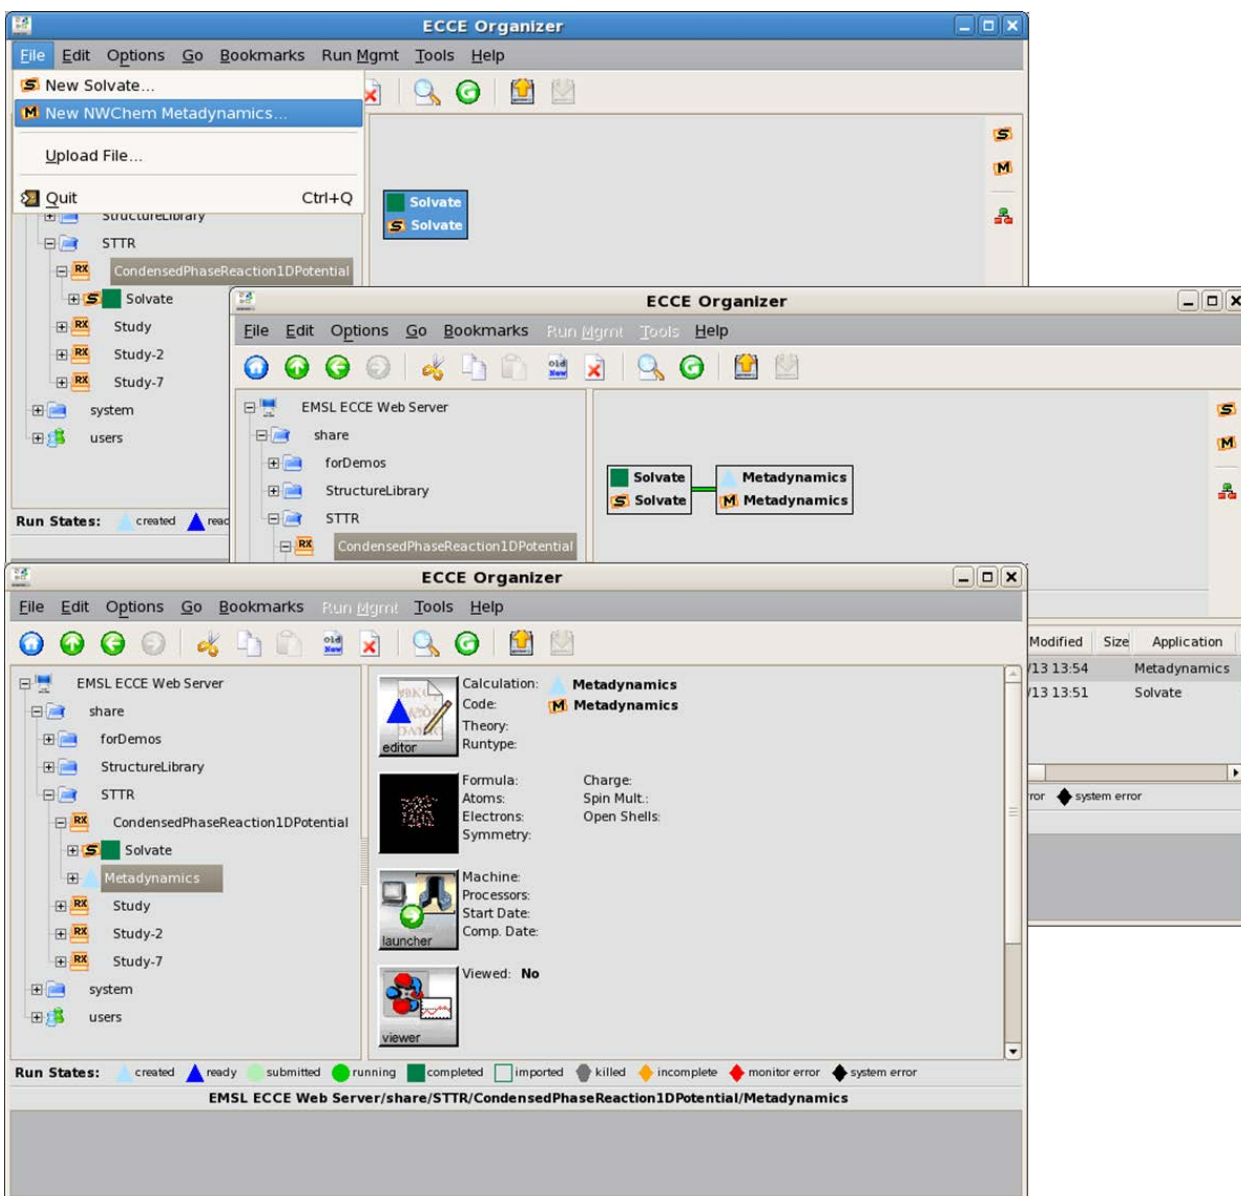 ECCE Organizer
File Edit Options Go Bookmarks Run Mgmt Tools Help
New Solvate...
New NWChem Metadynamics...
Upload File...
Quit Ctrl+Q
StructureLibrary
STTR
CondensedPhaseReaction1DPotential
Solvate
Study
Study-2
Study-7
system
users
Solvate
Solvate
Run States: created reac
ECCE Organizer
File Edit Options Go Bookmarks Run Mgmt Tools Help
EMSL ECCE Web Server
share
forDemos
StructureLibrary
STTR
CondensedPhaseReaction1DPotential
Solvate Metadynamics
Solvate Metadynamics
Modified Size Application
/13 13:54 Metadynamics
/13 13:51 Solvate
ror system error
ECCE Organizer
File Edit Options Go Bookmarks Run Mgmt Tools Help
EMSL ECCE Web Server
share
forDemos
StructureLibrary
STTR
CondensedPhaseReaction1DPotential
Solvate
Metadynamics
Study
Study-2
Study-7
system
users
editor
Calculation: Metadynamics
Code: Metadynamics
Theory:
Runtype:
Formula: Charge:
Atoms: Spin Mult.:
Electrons: Open Shells:
Symmetry:
launcher
Machine:
Processors:
Start Date:
Comp. Date:
viewer
Viewed: No
Run States: created ready submitted running completed imported killed incomplete monitor error system error
EMSL ECCE Web Server/share/STTR/CondensedPhaseReaction1DPotential/Metadynamics